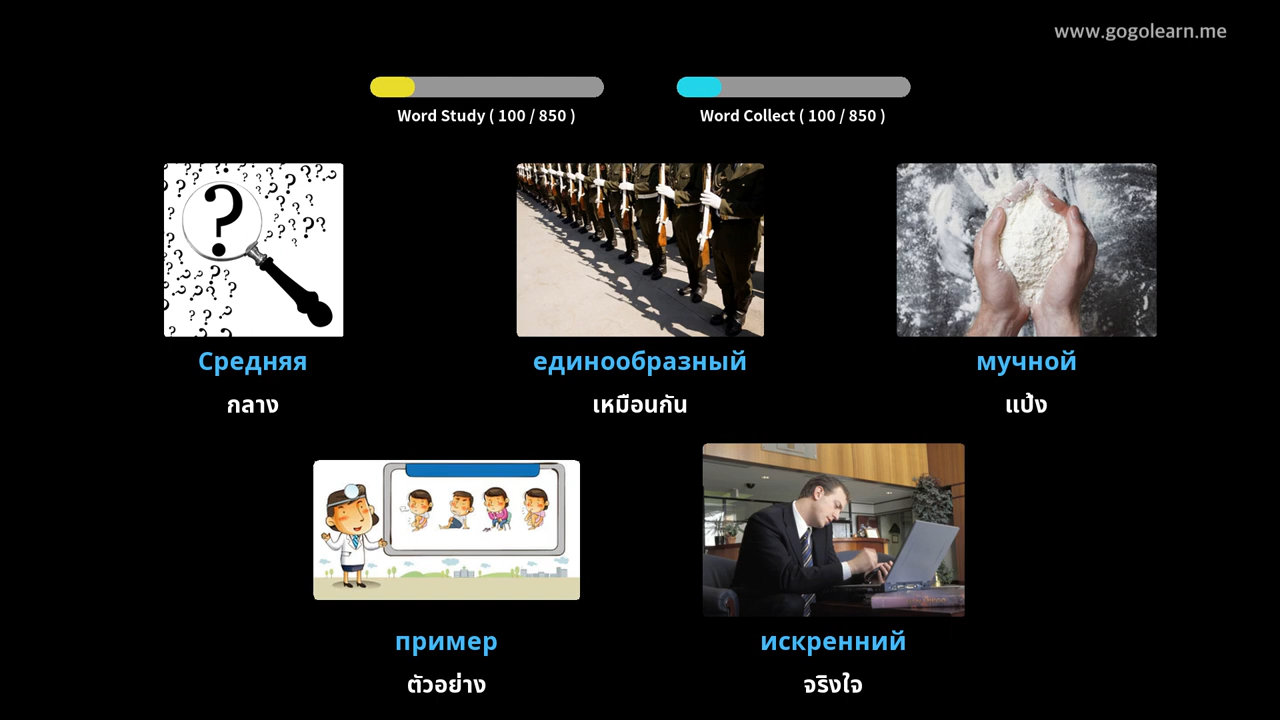 www.gogolearn.me
Word Study ( 100 / 850 )
Word Collect ( 100 / 850 )
Средняя
единообразный
мучной
กลาง
เหมือนกัน
แป้ง
пример
искренний
ตัวอย่าง
จริงใจ